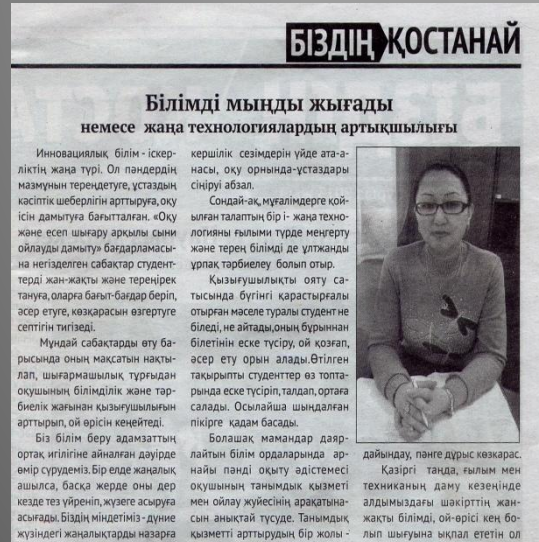 БІЗДІҢ ҚОСТАНАЙ
Білімді мыңды жығады
немесе жаңа технологиялардың артықшылығы
Инновациялық білім - іскер-
ліктің жаңа түрі. Ол пәндердің
мазмұнын тереңдетуге, ұстаздың
кәсіптік шеберлігін арттыруға, оқу
ісін дамытуға бағытталған. «Оқу
және есеп шығару арқылы сыни
ойлауды дамыту» бағдарламасы-
на негізделген сабақтар студент-
терді жан-жақты және тереңірек
тануға, оларға бағыт-бағдар беріп,
әсер етуге, көзқарасын өзгертуге
септігін тигізеді.
Мұндай сабақтарды өту ба-
рысында оның мақсатын нақты-
лап, шығармашылық тұрғыдан
оқушының білімділік және тәр-
биелік жағынан қызығушылығын
арттырып, ой өрісін кеңейтеді.
Біз білім беру адамзаттың
ортақ игілігіне айналған дәуірде
өмір сүрудеміз. Бір елде жаңалық
ашылса, басқа жерде оны дер
кезде тез үйреніп, жүзеге асыруға
асығады. Біздің міндетіміз - дүние
жүзіндегі жаңалықтарды назарға
кершілік сезімдерін үйде ата-а-
насы, оқу орнында-ұстаздары
сіңіруі абзал.
Сондай-ақ, мұғалімдерге қой-
ылған талаптың бір і- жаңа техно-
логияны ғылыми түрде меңгерту
және терең білімді де ұлтжанды
ұрпақ тәрбиелеу болып отыр.
Қызығушылықты ояту са-
тысында бүгінгі қарастырғалы
отырған мәселе туралы студент не
біледі, не айтады,оның бұрыннан
білетінін еске түсіру, ой қозғап,
әсер ету орын алады.Өтілген
тақырыпты студенттер өз топта-
рында еске түсіріп,талдап, ортаға
салады. Осылайша шыңдалған
пікірге қадам басады.
Болашақ мамандар даяр-
лайтын білім ордаларында ар-
найы пәнді оқыту әдістемесі
оқушының танымдық қызметі
мен ойлау жүйесінің арақатына-
сын анықтай түсуде. Танымдық
қызметті арттырудың бір жолы -
дайындау, пәнге дұрыс көзқарас.
Қазіргі таңда, ғылым мен
техниканың даму кезеңінде
алдымыздағы шәкірттің жан-
жақты білімді, ой-өрісі кең бо-
лып шығуына ықпал ететін ол